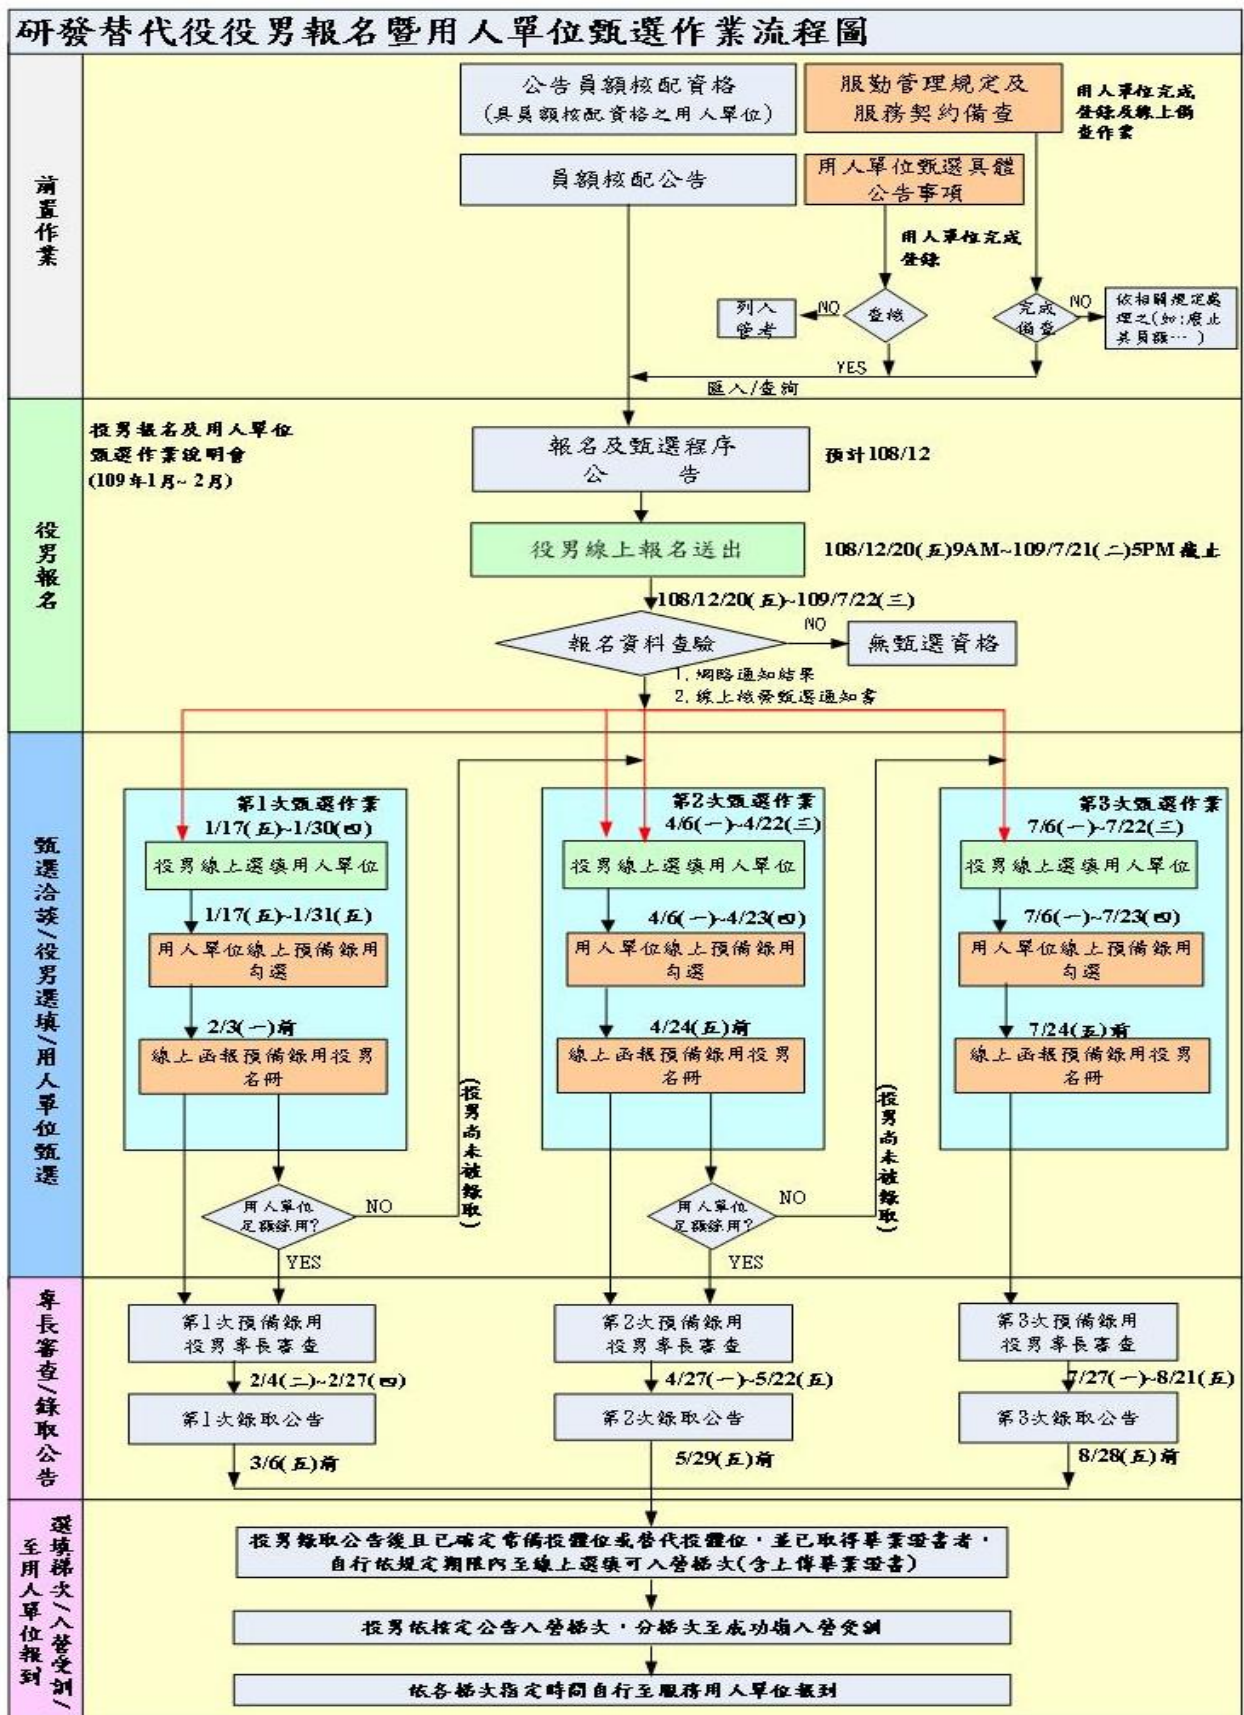 研發替代役役男報名暨用人單位甄選作業流程圖
前置作業
公告員額核配資格
(具員額核配資格之用人單位)
服勤管理規定及
服務契約備查
用人單位完成
登錄及線上備
查作業
員額核配公告
用人單位甄選具體
公告事項
用人單位完成
登錄
列入
管考
NO
查核
完成
備查
NO
依相關規定處
理之(如:廢止
其員額…)
YES
匯入/查詢
役男報名
役男報名及用人單位
甄選作業說明會
(109年1月~2月)
報名及甄選程序
公告
預計108/12
役男線上報名送出
108/12/20(五)9AM~109/7/21(二)5PM 截止
108/12/20(五)~109/7/22(三)
報名資料查驗
NO
無甄選資格
1. 網路通知結果
2. 線上核發甄選通知書
甄選洽談/役男選填/用人單位甄選
第1次甄選作業
1/17(五)~1/30(四)
役男線上選填用人單位
1/17(五)~1/31(五)
用人單位線上預備錄用
勾選
2/3(一)前
線上函報預備錄用役男
名冊
用人單位
足額錄用?
NO
YES
(役男尚未被錄取)
第2次甄選作業
4/6(一)~4/22(三)
役男線上選填用人單位
4/6(一)~4/23(四)
用人單位線上預備錄用
勾選
4/24(五)前
線上函報預備錄用役男
名冊
用人單位
足額錄用?
NO
YES
(役男尚未被錄取)
第3次甄選作業
7/6(一)~7/22(三)
役男線上選填用人單位
7/6(一)~7/23(四)
用人單位線上預備錄用
勾選
7/24(五)前
線上函報預備錄用役男
名冊
專長審查/錄取公告
第1次預備錄用
役男專長審查
2/4(二)~2/27(四)
第1次錄取公告
3/6(五)前
第2次預備錄用
役男專長審查
4/27(一)~5/22(五)
第2次錄取公告
5/29(五)前
第3次預備錄用
役男專長審查
7/27(一)~8/21(五)
第3次錄取公告
8/28(五)前
選填梯次/入營受訓/
至用人單位報到
役男錄取公告後且已確定常備役體位或替代役體位，並已取得畢業證書者，
自行依規定期限內至線上選填可入營梯次(含上傳畢業證書)
役男依核定公告入營梯次，分梯次至成功嶺入營受訓
依各梯次指定時間自行至服務用人單位報到